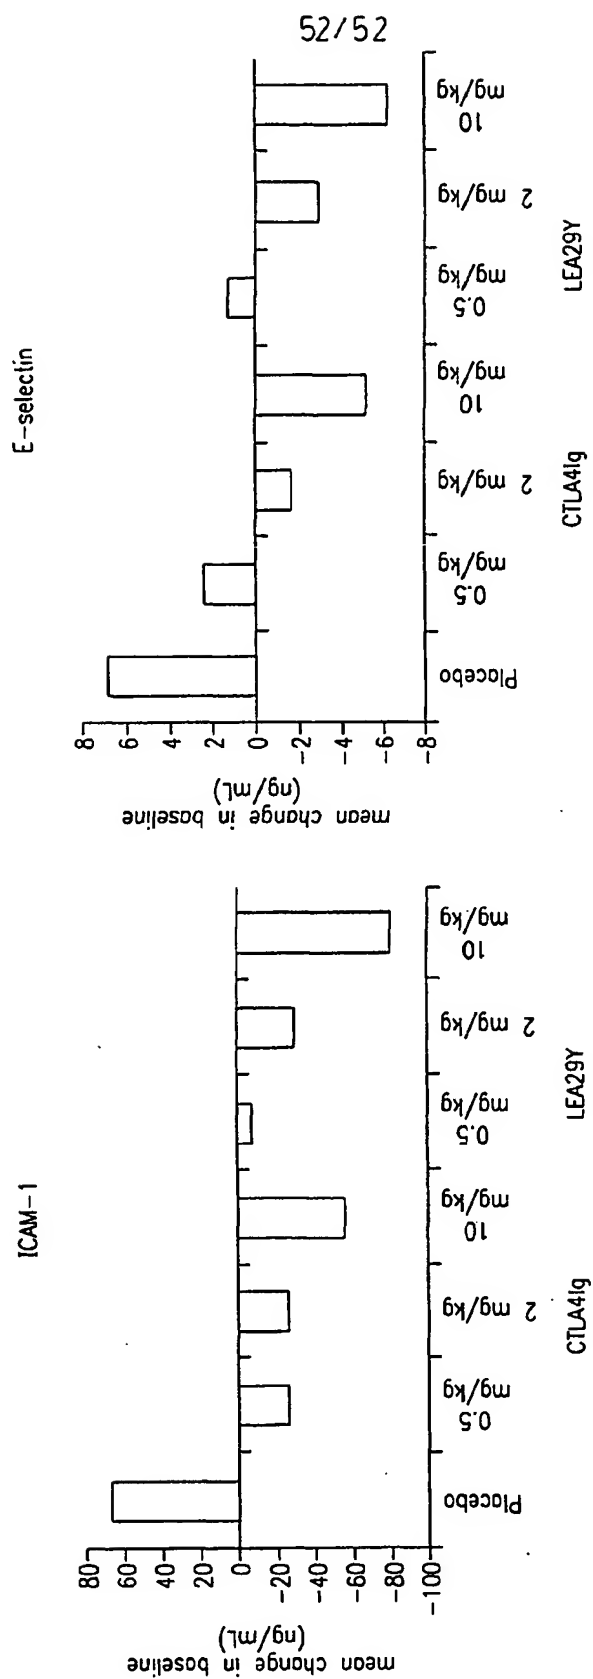 52/52
ICAM-1
mean change in baseline
(ng/mL)
80
60
40
20
0
-20
-40
-60
-80
-100
Placebo
0.5
mg/kg
2 mg/kg
10
mg/kg
0.5
mg/kg
2 mg/kg
10
mg/kg
CTLA4Ig
LEA29Y
E-selectin
mean change in baseline
(ng/mL)
8
6
4
2
0
-2
-4
-6
-8
Placebo
0.5
mg/kg
2 mg/kg
10
mg/kg
0.5
mg/kg
2 mg/kg
10
mg/kg
CTLA4Ig
LEA29Y